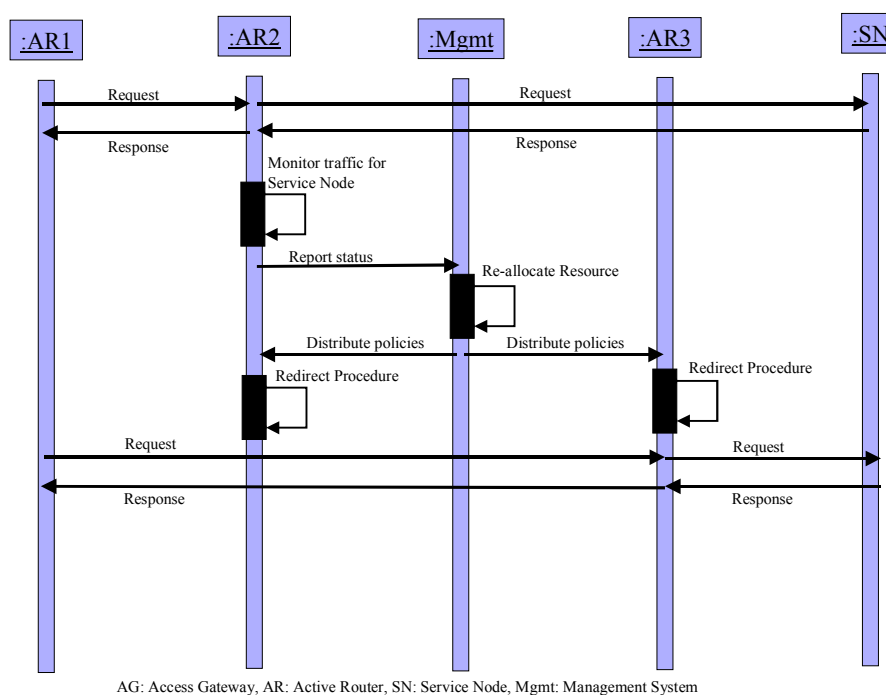 :AR1
:AR2
:Mgmt
:AR3
:SN
Request
Request
Response
Response
Monitor traffic for
Service Node
Report status
Re-allocate Resource
Distribute policies
Distribute policies
Redirect Procedure
Redirect Procedure
Request
Request
Response
Response
AG: Access Gateway, AR: Active Router, SN: Service Node, Mgmt: Management System